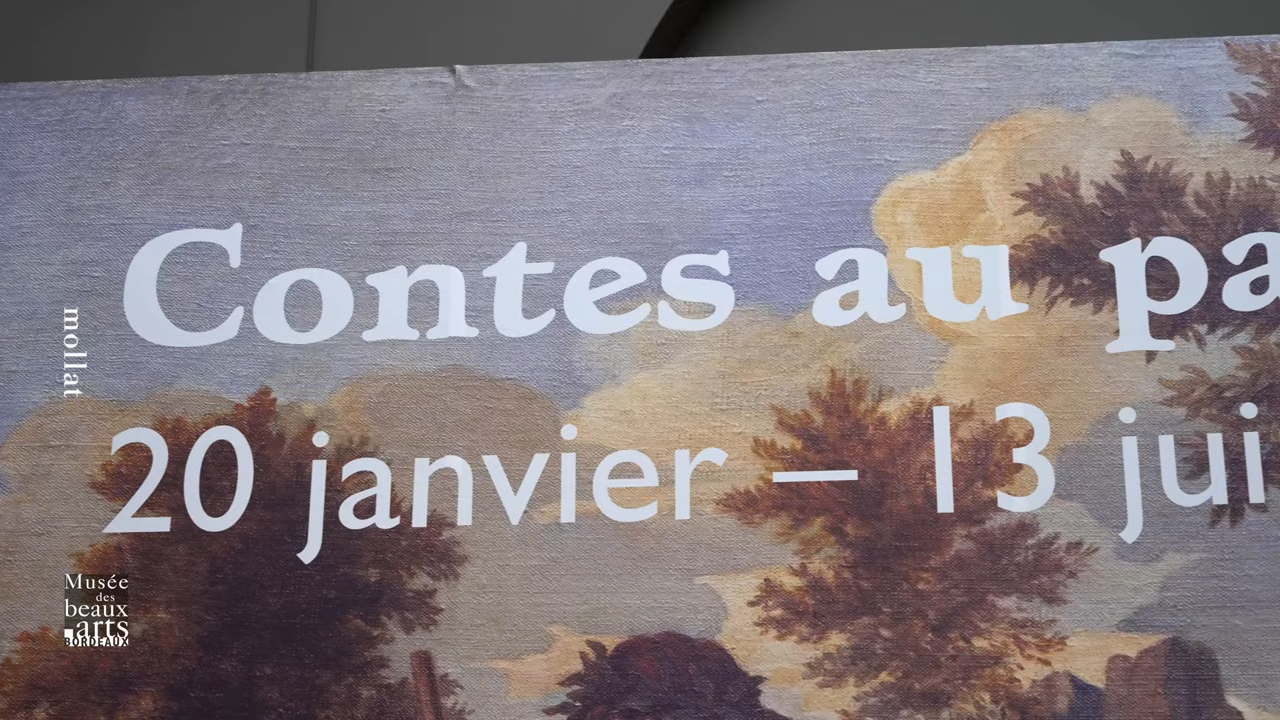 Contes au pa
20 janvier – 13 jui
mollat
Musée
des
beaux
arts
BORDEAUX